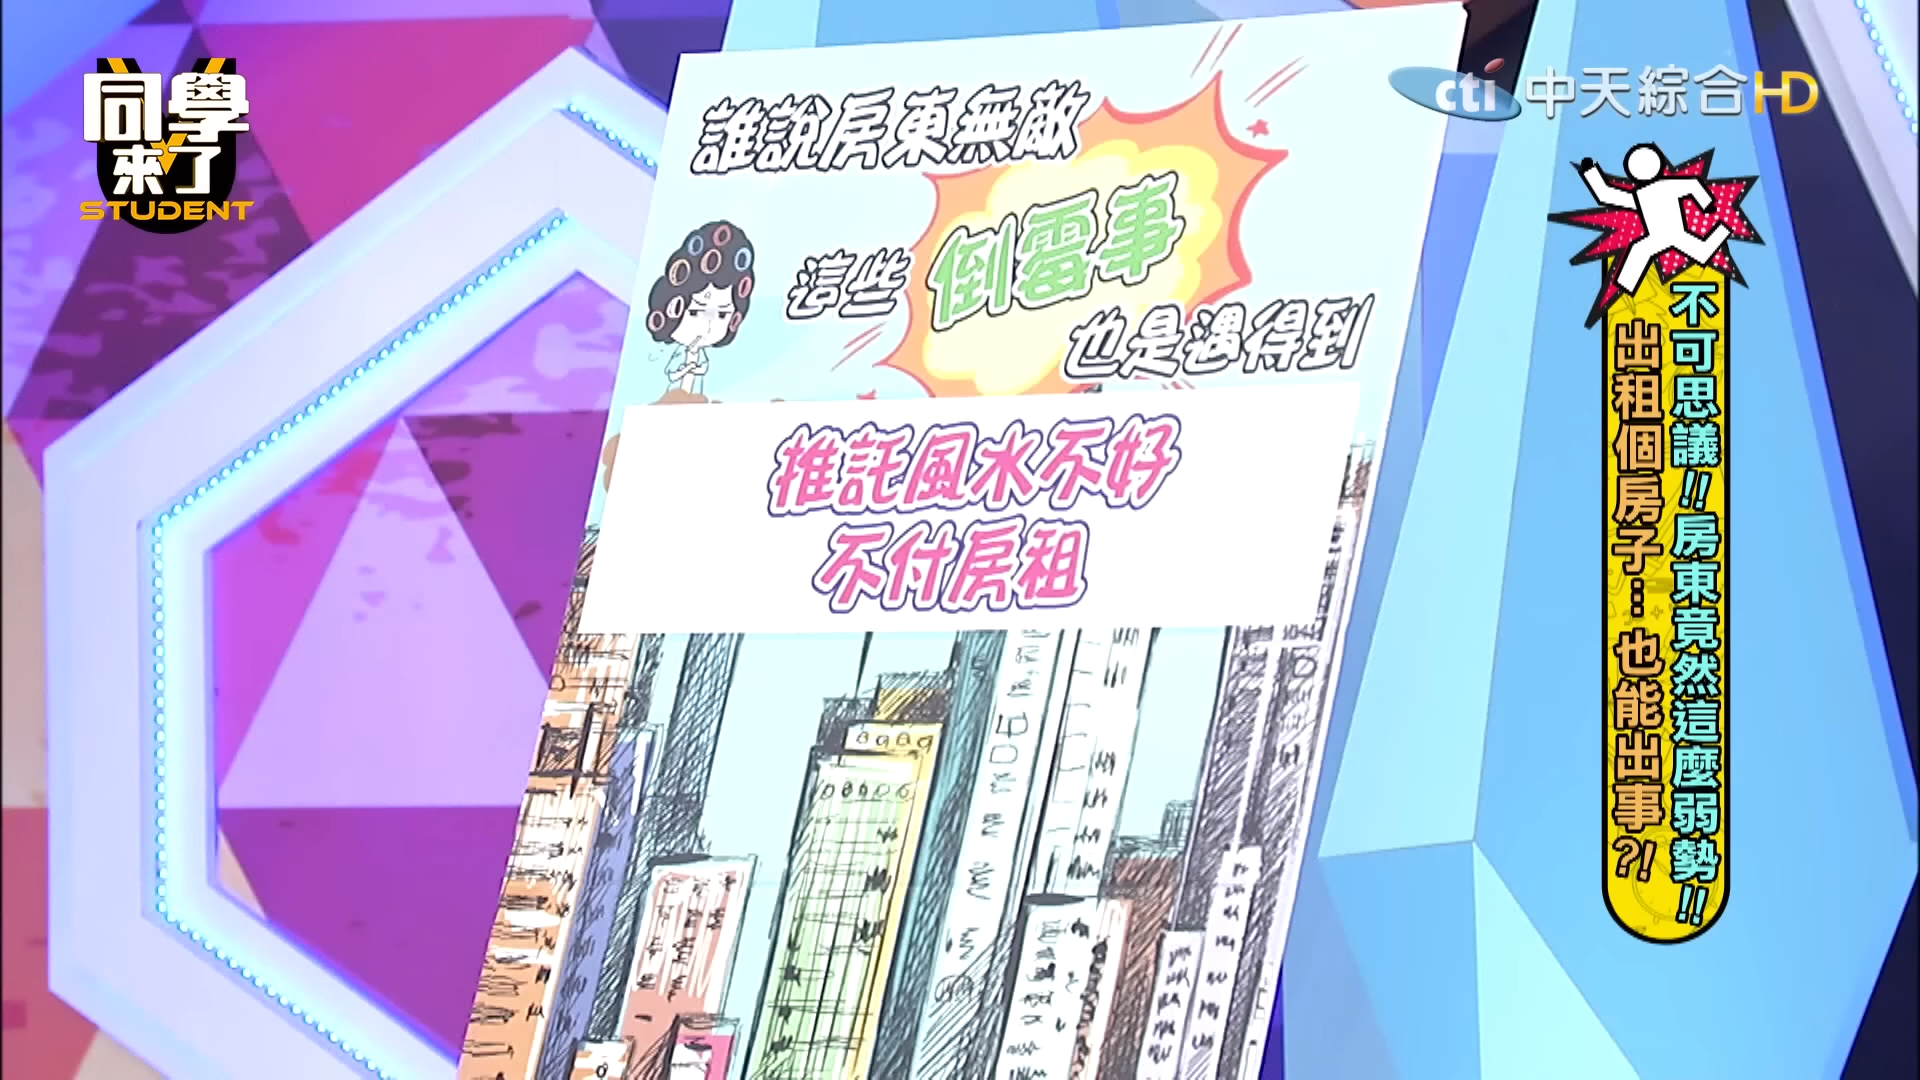 同學
來了
STUDENT
誰說房東無敵
這些倒霉事
也是遇得到
推託風水不好
不付房租
cti中天綜合HD
不可思議!!房東竟然這麼弱勢!!
出租個房子…也能出事?!